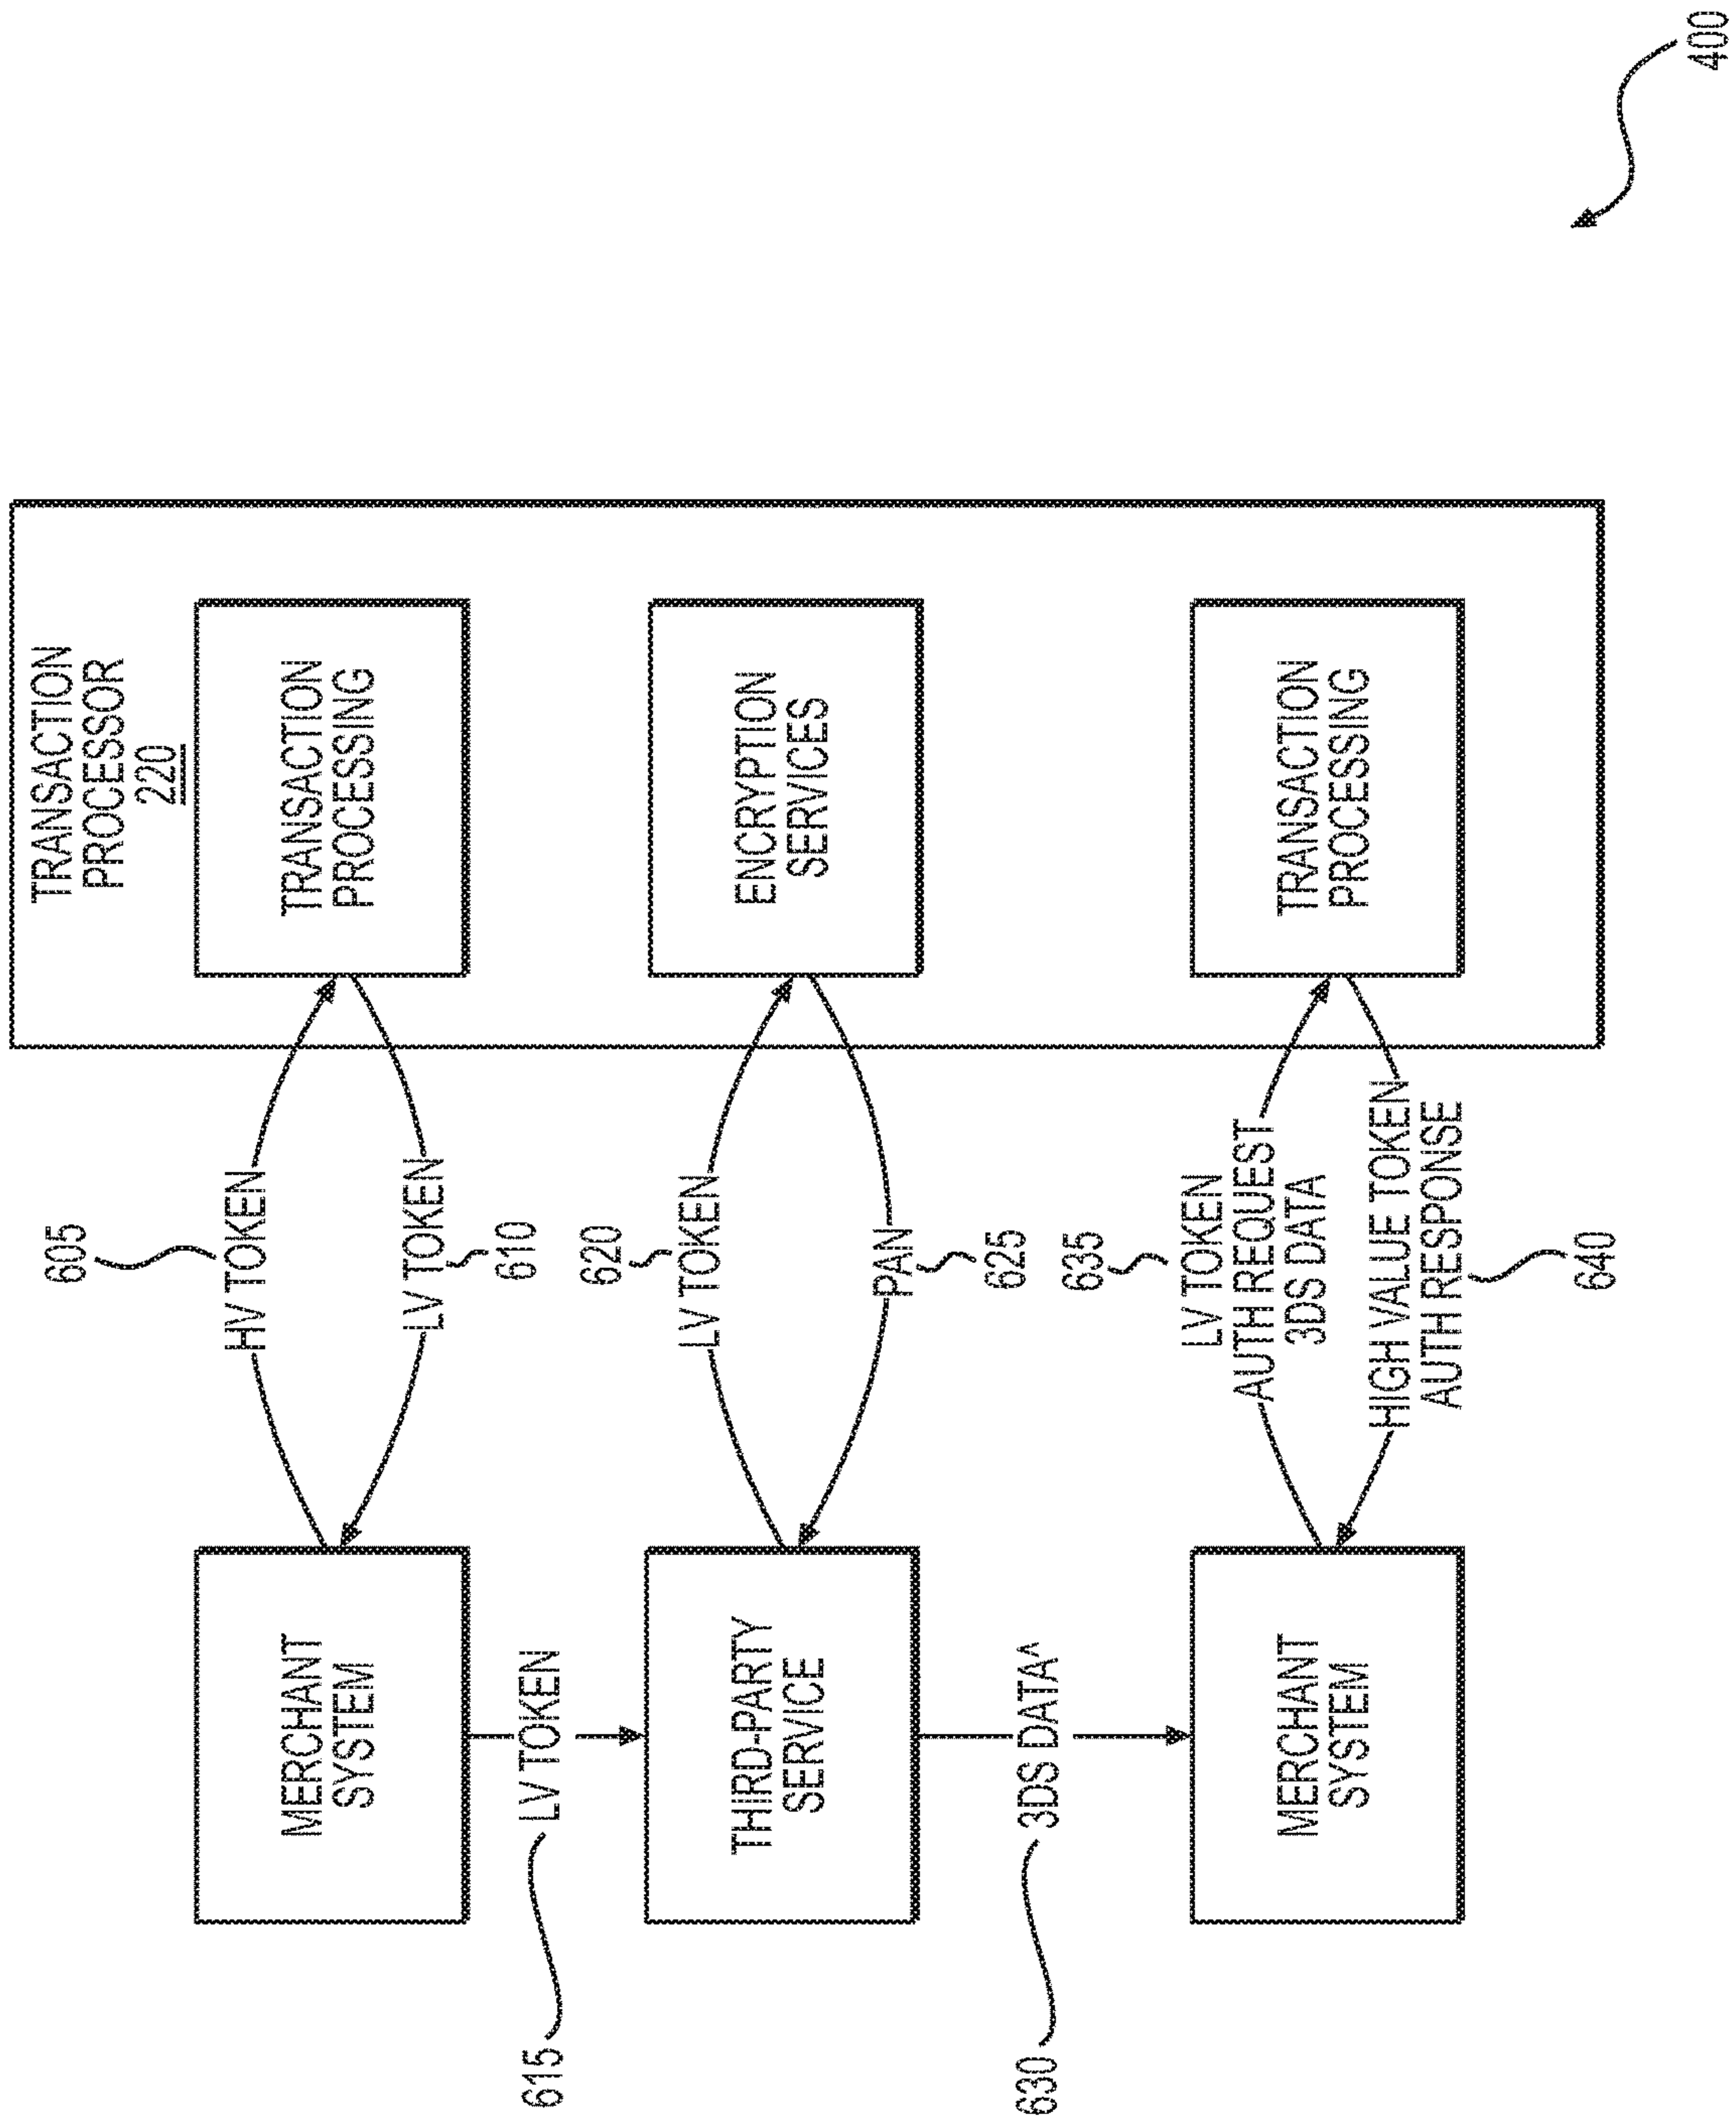 TRANSACTION
PROCESSOR
220
MERCHANT
SYSTEM
605
HV TOKEN
LV TOKEN
610
TRANSACTION
PROCESSING
615
LV TOKEN
THIRD-PARTY
SERVICE
620
LV TOKEN
PAN
625
ENCRYPTION
SERVICES
630
3DS DATA^
MERCHANT
SYSTEM
635
LV TOKEN
AUTH REQUEST
3DS DATA
HIGH VALUE TOKEN
AUTH RESPONSE
640
TRANSACTION
PROCESSING
400